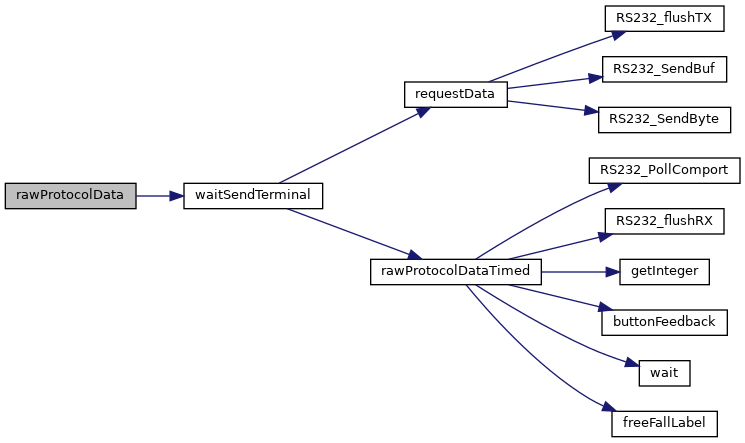 RS232_flushTX
RS232_SendBuf
requestData
RS232_SendByte
RS232_PollComport
rawProtocolData
waitSendTerminal
RS232_flushRX
rawProtocolDataTimed
getInteger
buttonFeedback
wait
freeFallLabel